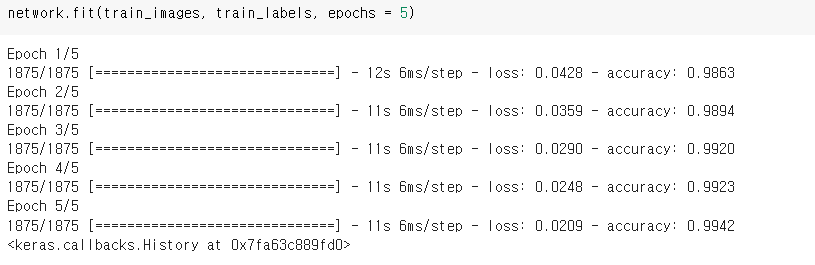 network.fit(train_images, train_labels, epochs = 5)
Epoch 1/5
1875/1875 [==============================] - 12s 6ms/step - loss: 0.0428 - accuracy: 0.9863
Epoch 2/5
1875/1875 [==============================] - 11s 6ms/step - loss: 0.0359 - accuracy: 0.9894
Epoch 3/5
1875/1875 [==============================] - 11s 6ms/step - loss: 0.0290 - accuracy: 0.9920
Epoch 4/5
1875/1875 [==============================] - 11s 6ms/step - loss: 0.0248 - accuracy: 0.9923
Epoch 5/5
1875/1875 [==============================] - 11s 6ms/step - loss: 0.0209 - accuracy: 0.9942
<keras.callbacks.History at 0x7fa63c889fd0>